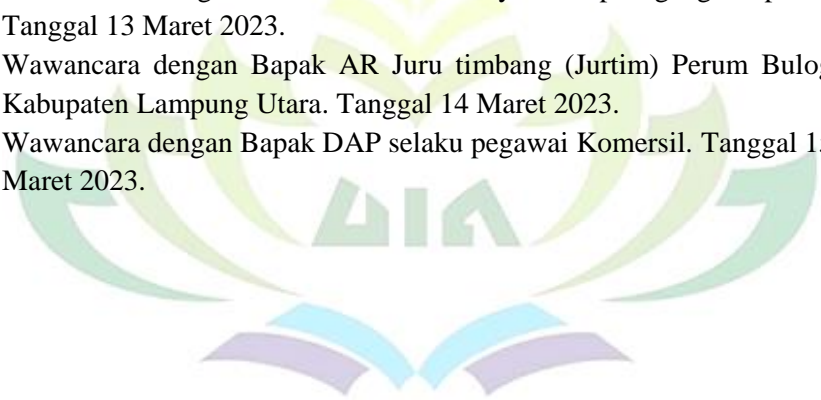 Tanggal 13 Maret 2023.
Wawancara dengan Bapak AR Juru timbang (Jurtim) Perum Bulog
Kabupaten Lampung Utara. Tanggal 14 Maret 2023.
Wawancara dengan Bapak DAP selaku pegawai Komersil. Tanggal
Maret 2023.
UIN